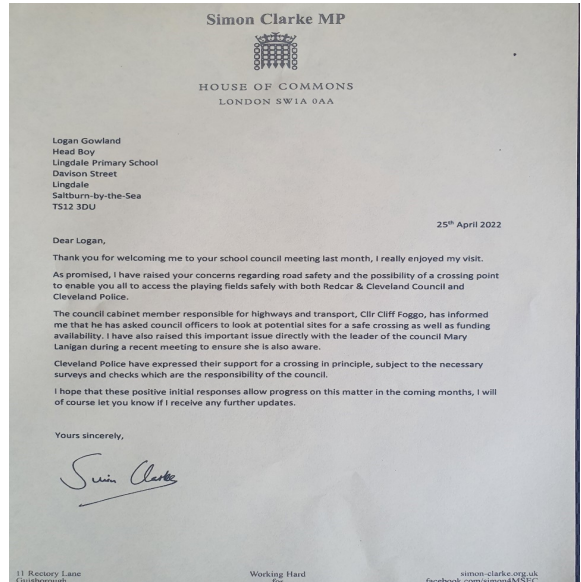 Simon Clarke MP
HOUSE OF COMMONS
LONDON SW1A 0AA
Logan Gowland
Head Boy
Lingdale Primary School
Davison Street
Lingdale
Saltburn-by-the-Sea
TS12 3DU
25th April 2022
Dear Logan,
Thank you for welcoming me to your school council meeting last month, I really enjoyed my visit.
As promised, I have raised your concerns regarding road safety and the possibility of a crossing point
to enable you all to access the playing fields safely with both Redcar & Cleveland Council and
Cleveland Police.
The council cabinet member responsible for highways and transport, Cllr Cliff Foggo, has informed
me that he has asked council officers to look at potential sites for a safe crossing as well as funding
availability. I have also raised this important issue directly with the leader of the council Mary
Lanigan during a recent meeting to ensure she is also aware.
Cleveland Police have expressed their support for a crossing in principle, subject to the necessary
surveys and checks which are the responsibility of the council.
I hope that these positive initial responses allow progress on this matter in the coming months, I will
of course let you know if I receive any further updates.
Yours sincerely,
Simon Clarke
11 Rectory Lane
Guisborough
Working Hard
for
simon-clarke.org.uk
facebook.com/simon4MSEC